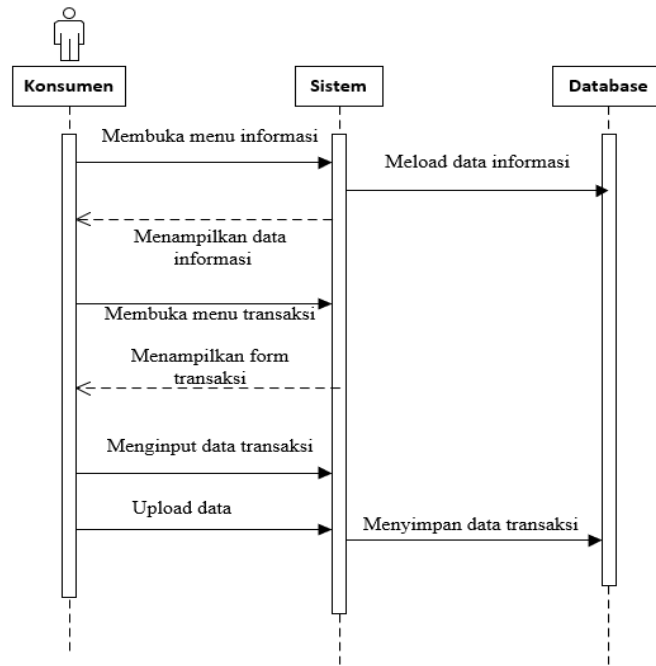 Konsumen
Sistem
Database
Membuka menu informasi
Meload data informasi
Menampilkan data
informasi
Membuka menu transaksi
Menampilkan form
transaksi
Menginput data transaksi
Upload data
Menyimpan data transaksi